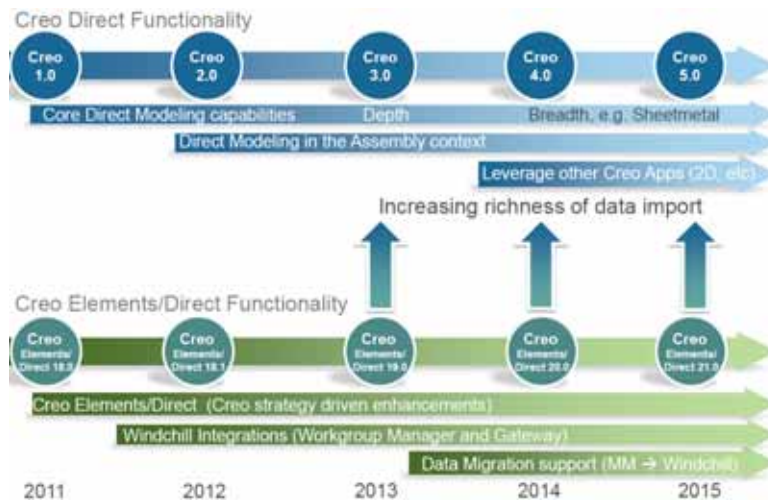 Creo Direct Functionality
Creo 1.0
Creo 2.0
Creo 3.0
Creo 4.0
Creo 5.0
Core Direct Modeling capabilities Depth Breadth, e.g. Sheetmetal
Direct Modeling in the Assembly context
Leverage other Creo Apps (2D, etc)
Increasing richness of data import
Creo Elements/Direct Functionality
Creo Elements/ Direct 18.0
Creo Elements/ Direct 18.1
Creo Elements/ Direct 19.0
Creo Elements/ Direct 20.0
Creo Elements/ Direct 21.0
Creo Elements/Direct (Creo strategy driven enhancements)
Windchill Integrations (Workgroup Manager and Gateway)
Data Migration support (MM → Windchill)
2011 2012 2013 2014 2015